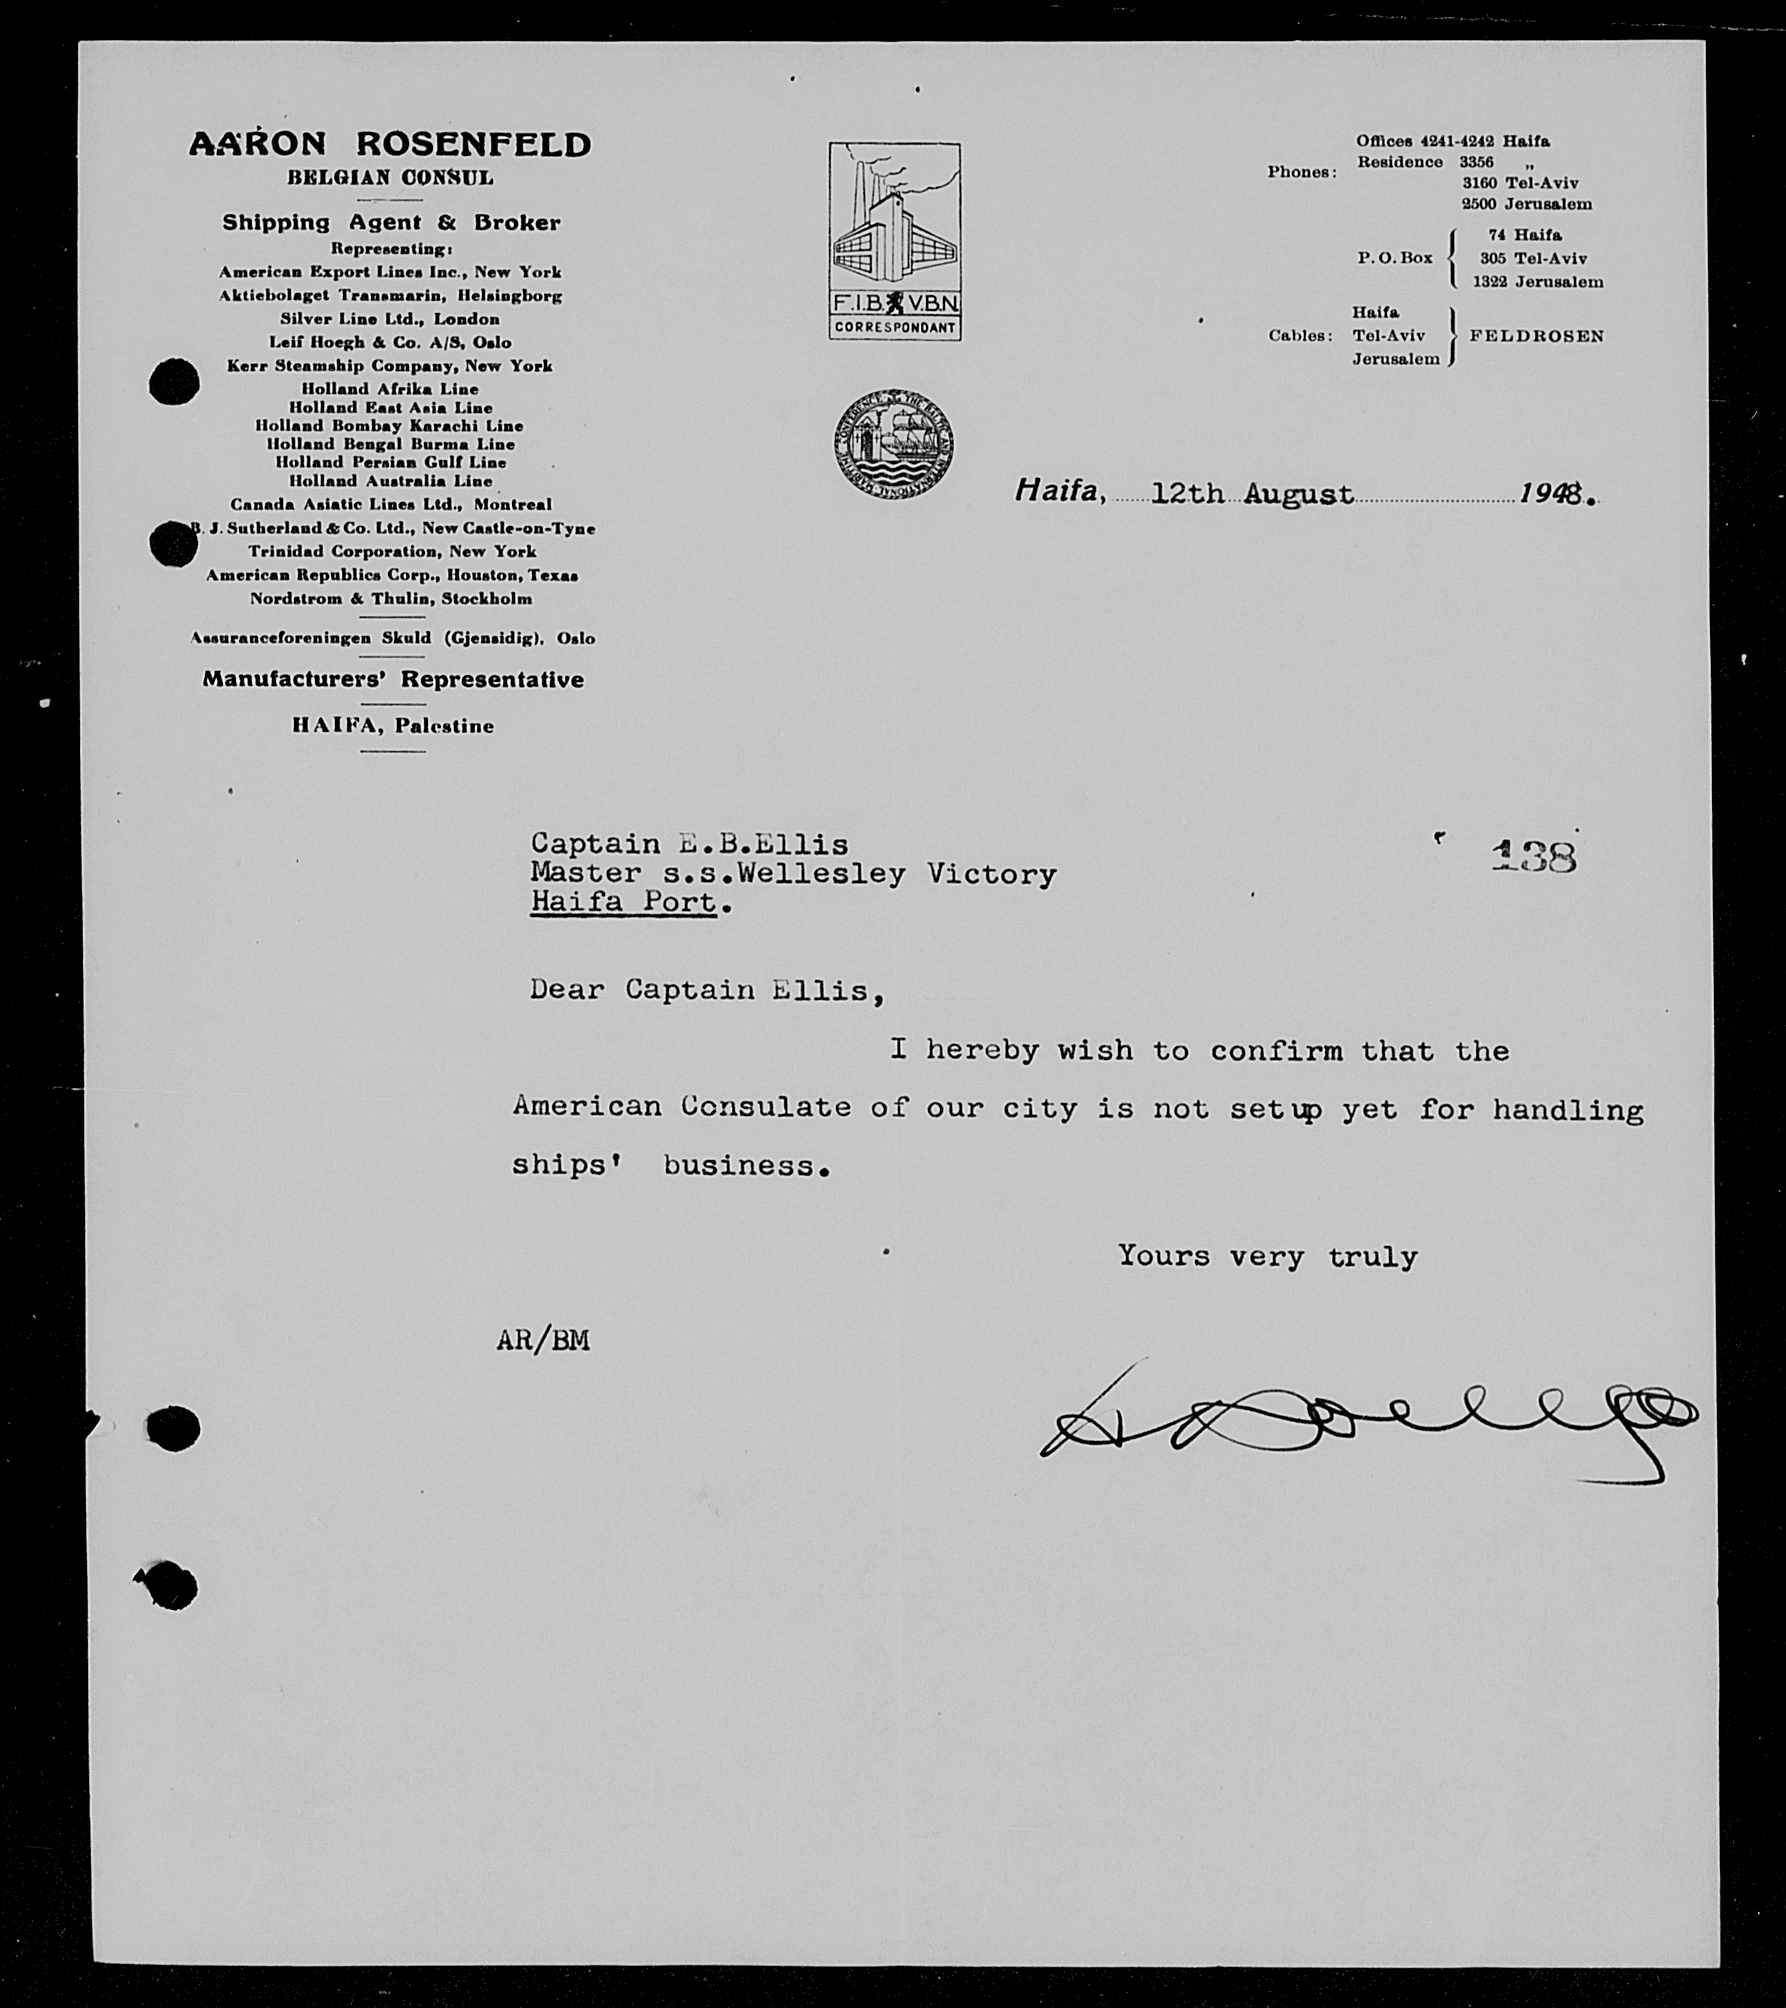 AARON ROSENFELD
BELGIAN CONSUL
Shipping Agent & Broker
Representing:
American Export Lines Inc., New York
Aktiebolaget Transmarin, Helsingborg
Silver Line Ltd., London
Leif Hoegh & Co. A/S, Oslo
Kerr Steamship Company, New York
Holland Afrika Line
Holland East Asia Line
Holland Bombay Karachi Line
Holland Bengal Burma Line
Holland Persian Gulf Line
Holland Australia Line
Canada Asiatic Lines Ltd., Montreal
B. J. Sutherland & Co. Ltd., New Castle-on-Tyne
Trinidad Corporation, New York
American Republics Corp., Houston, Texas
Nordstrom & Thulin, Stockholm
Assuranceforeningen Skuld (Gjensidig), Oslo
Manufacturers' Representative
HAIFA, Palestine
F.I.B. V.B.N.
CORRESPONDANT
THE BALTIC AND INTERNATIONAL MARITIME CONFERENCE
Phones: Offices 4241-4242 Haifa
Residence 3356 „
3160 Tel-Aviv
2500 Jerusalem
P.O. Box { 74 Haifa
305 Tel-Aviv
1322 Jerusalem
Cables: Haifa
Tel-Aviv } FELDROSEN
Jerusalem
Haifa, 12th August 1948.
138
Captain E.B.Ellis
Master s.s.Wellesley Victory
Haifa Port.
Dear Captain Ellis,
I hereby wish to confirm that the
American Consulate of our city is not setup yet for handling
ships' business.
Yours very truly
AR/BM